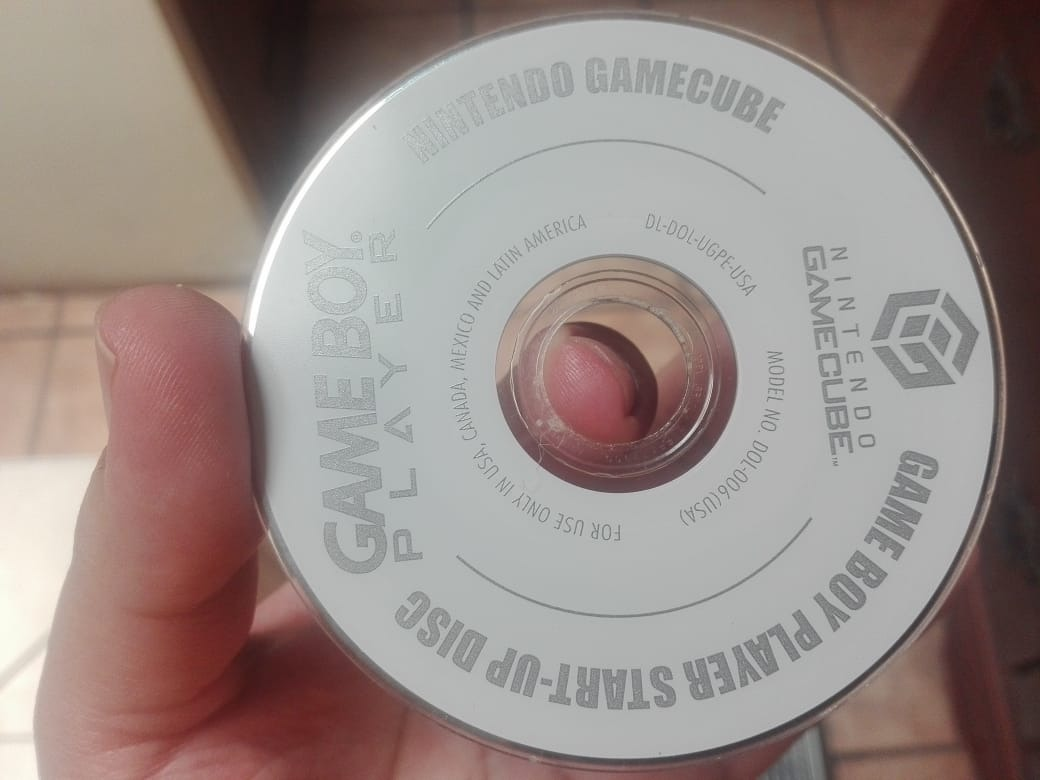 NINTENDO GAMECUBE
GAME BOY PLAYER START-UP DISC
GAME BOY®
PLAYER
NINTENDO
GAMECUBE™
DL-DOL-UGPE-USA
MODEL NO. DOL-006(USA)
FOR USE ONLY IN USA, CANADA, MEXICO AND LATIN AMERICA